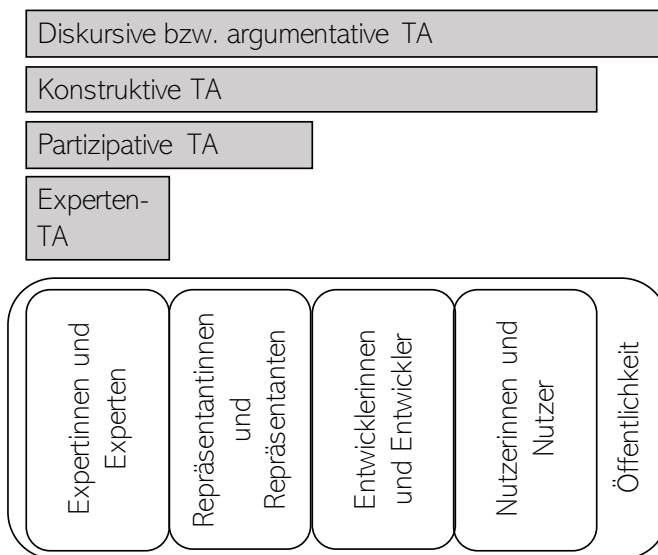 Diskursive bzw. argumentative TA
Konstruktive TA
Partizipative TA
Experten-
TA
Expertinnen und
Experten
Repräsentantinnen
und
Repräsentanten
Entwicklerinnen
und Entwickler
Nutzerinnen und
Nutzer
Öffentlichkeit